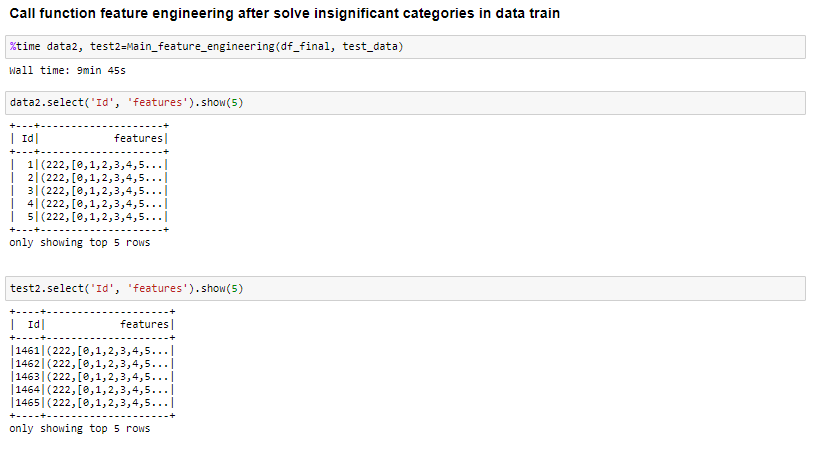 Call function feature engineering after solve insignificant categories in data train
%time data2, test2=Main_feature_engineering(df_final, test_data)
Wall time: 9min 45s
data2.select('Id', 'features').show(5)
+---+--------------------+
| Id|            features|
+---+--------------------+
|  1|(222,[0,1,2,3,4,5...|
|  2|(222,[0,1,2,3,4,5...|
|  3|(222,[0,1,2,3,4,5...|
|  4|(222,[0,1,2,3,4,5...|
|  5|(222,[0,1,2,3,4,5...|
+---+--------------------+
only showing top 5 rows
test2.select('Id', 'features').show(5)
+----+--------------------+
|  Id|            features|
+----+--------------------+
|1461|(222,[0,1,2,3,4,5...|
|1462|(222,[0,1,2,3,4,5...|
|1463|(222,[0,1,2,3,4,5...|
|1464|(222,[0,1,2,3,4,5...|
|1465|(222,[0,1,2,3,4,5...|
+----+--------------------+
only showing top 5 rows